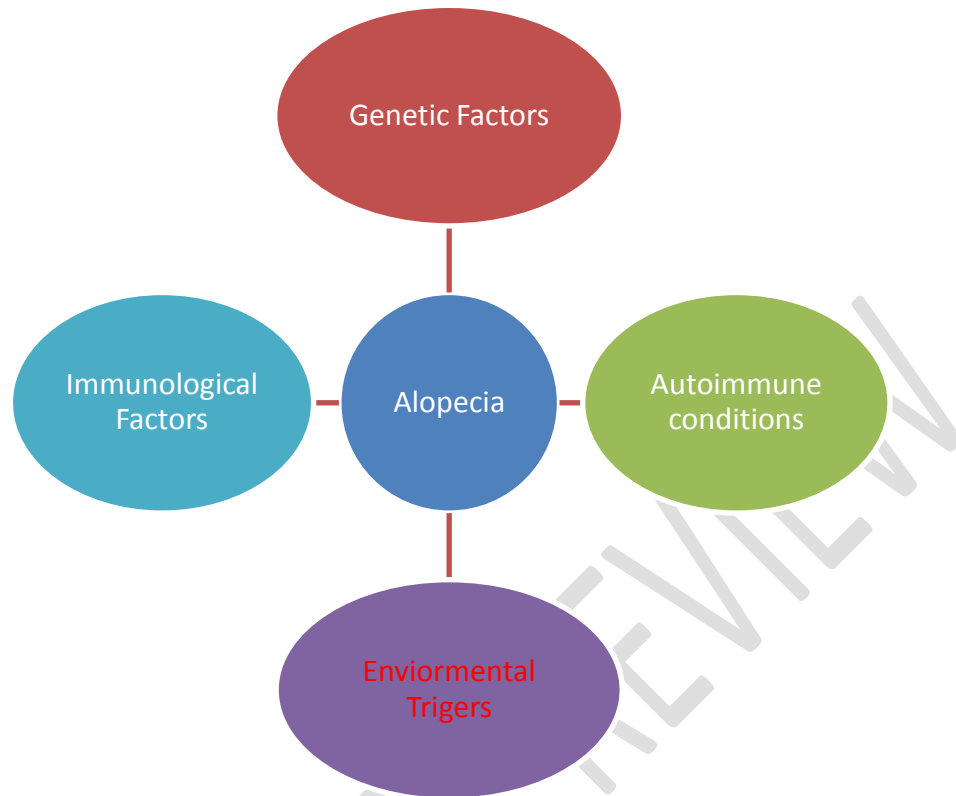 Genetic Factors
Immunological
Factors
Alopecia
Autoimmune
conditions
Enviormental
Trigers
REVIEW